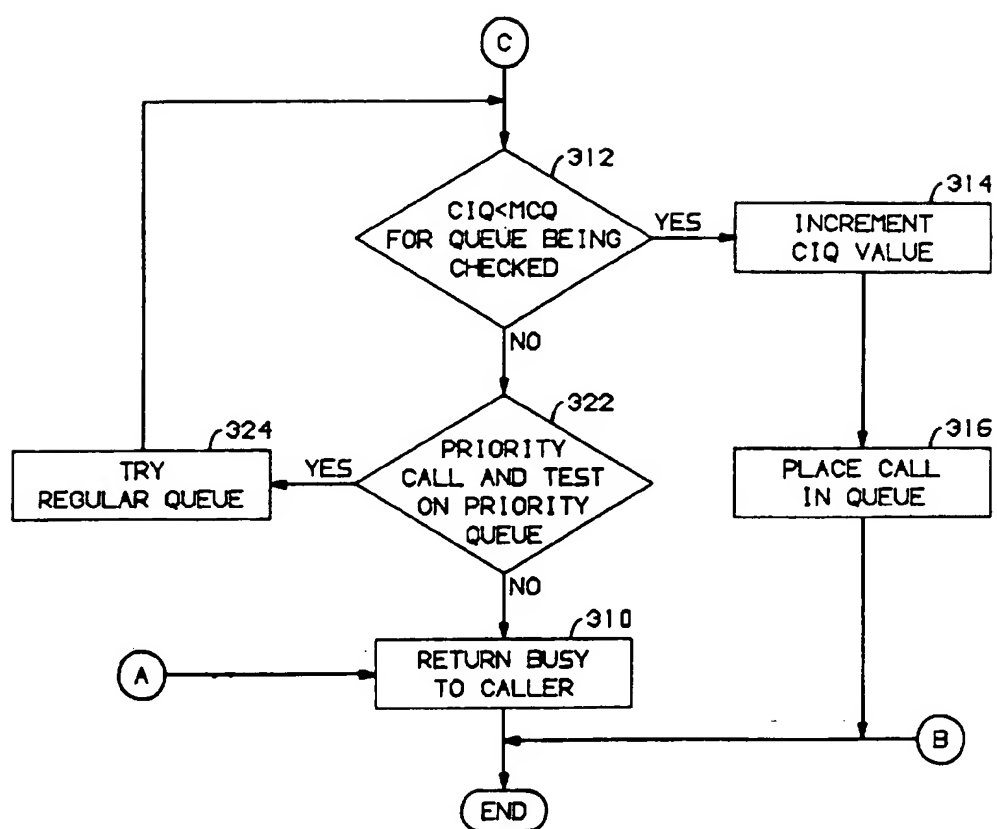 C
312
CIQ<MCQ
FOR QUEUE BEING
CHECKED
YES
314
INCREMENT
CIQ VALUE
NO
322
PRIORITY
CALL AND TEST
ON PRIORITY
QUEUE
YES
324
TRY
REGULAR QUEUE
316
PLACE CALL
IN QUEUE
NO
310
RETURN BUSY
TO CALLER
A
B
END